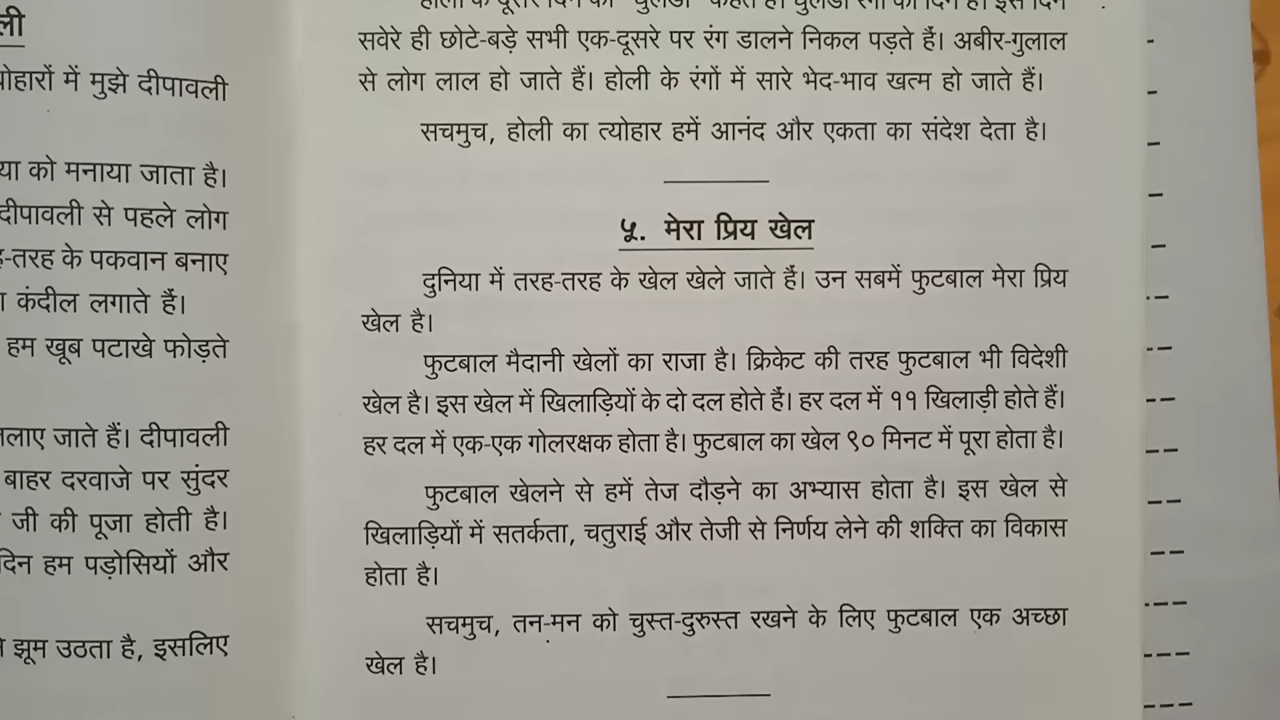 ली
मुझे दीपावली
को मनाया जाता है।
दीपावली से पहले लोग
के पकवान बनाए
कंदील लगाते हैं।
हम खूब पटाखे फोड़ते
जाते हैं। दीपावली
बाहर दरवाजे पर सुंदर
जी की पूजा होती है।
दिन हम पड़ोसियों और
झूम उठता है, इसलिए
सवेरे ही छोटे-बड़े सभी एक-दूसरे पर रंग डालने निकल पड़ते हैं। अबीर-गुलाल
से लोग लाल हो जाते हैं। होली के रंगों में सारे भेद-भाव खत्म हो जाते हैं।
सचमुच, होली का त्योहार हमें आनंद और एकता का संदेश देता है।
५. मेरा प्रिय खेल
दुनिया में तरह-तरह के खेल खेले जाते हैं। उन सबमें फुटबाल मेरा प्रिय
खेल है।
फुटबाल मैदानी खेलों का राजा है। क्रिकेट की तरह फुटबाल भी विदेशी
खेल है। इस खेल में खिलाड़ियों के दो दल होते हैं। हर दल में ११ खिलाड़ी होते हैं।
हर दल में एक-एक गोलरक्षक होता है। फुटबाल का खेल ९० मिनट में पूरा होता है।
फुटबाल खेलने से हमें तेज दौड़ने का अभ्यास होता है। इस खेल से
खिलाड़ियों में सतर्कता, चतुराई और तेजी से निर्णय लेने की शक्ति का विकास
होता है।
सचमुच, तन-मन को चुस्त-दुरुस्त रखने के लिए फुटबाल एक अच्छा
खेल है।